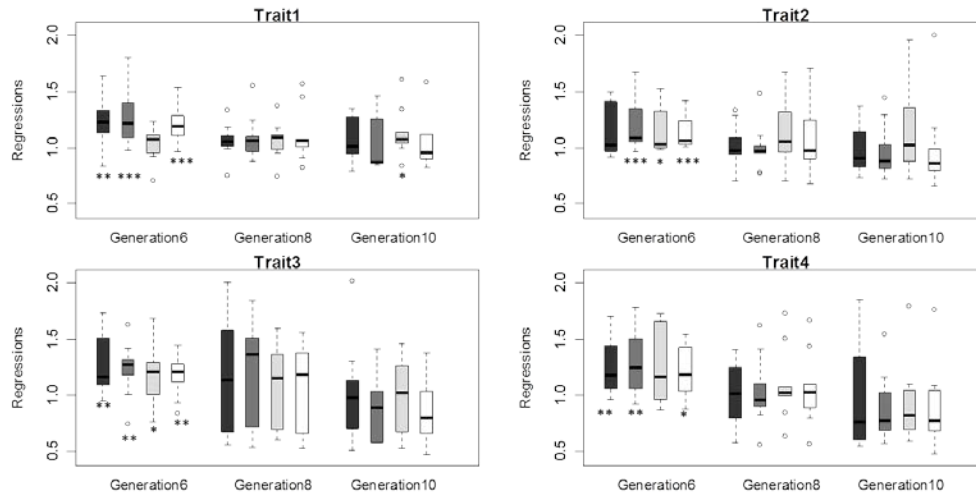 Trait1
Regressions
2.0
1.5
1.0
0.5
** *** *** *
Generation6 Generation8 Generation10
Trait2
Regressions
2.0
1.5
1.0
0.5
*** * ***
Generation6 Generation8 Generation10
Trait3
Regressions
2.0
1.5
1.0
0.5
** ** * **
Generation6 Generation8 Generation10
Trait4
Regressions
2.0
1.5
1.0
0.5
** ** *
Generation6 Generation8 Generation10